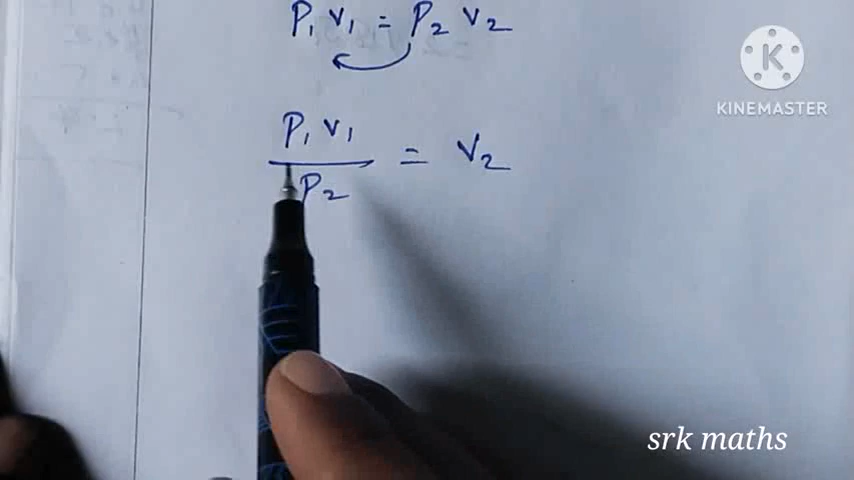 P₁ V₁ = P₂ V₂
P₁ V₁ / P₂ = V₂
K
KINEMASTER
srk maths